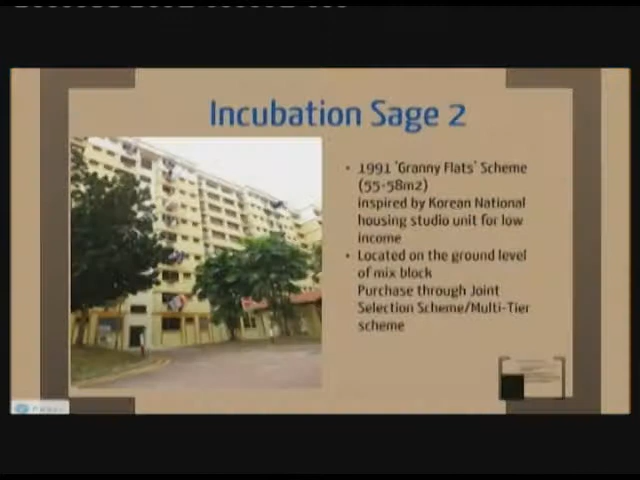 Incubation Sage 2
• 1991 'Granny Flats' Scheme
(55-58m2)
inspired by Korean National
housing studio unit for low
income
• Located on the ground level
of mix block
Purchase through Joint
Selection Scheme/Multi-Tier
scheme